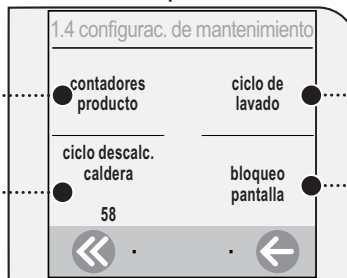 1.4 configurac. de mantenimiento
contadores
producto
ciclo de
lavado
ciclo descalc.
caldera
58
bloqueo
pantalla